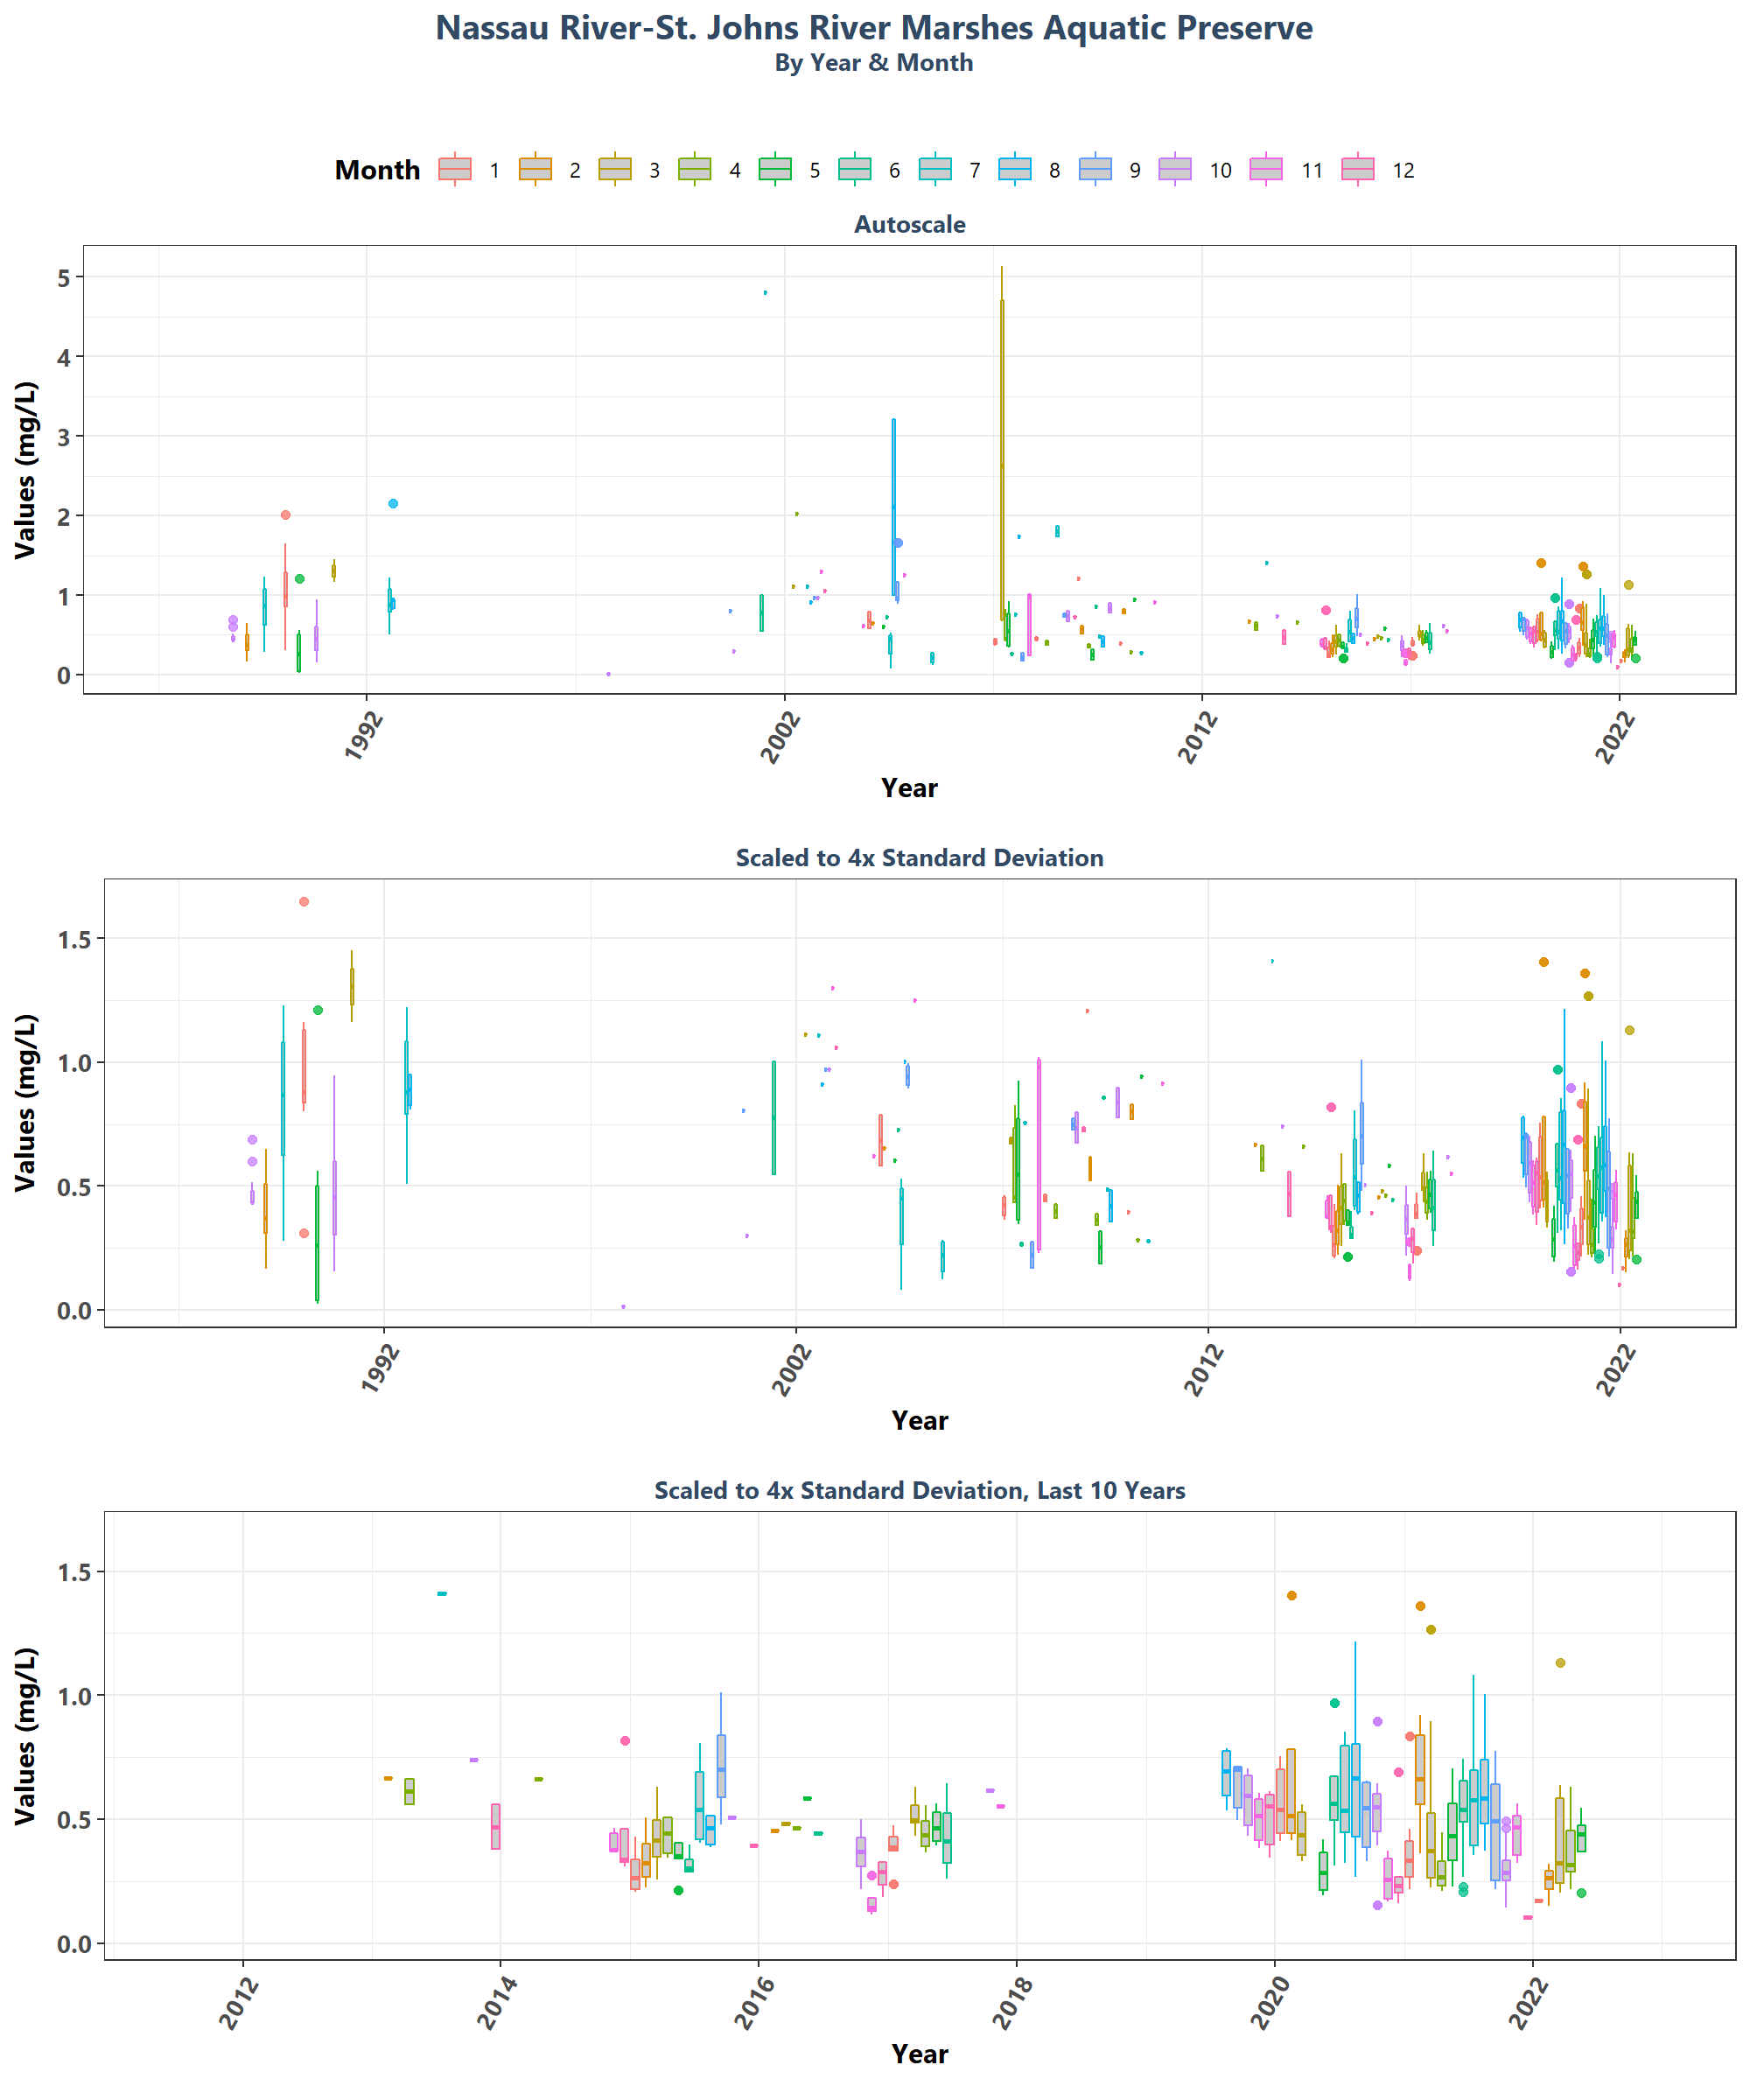 Nassau River-St. Johns River Marshes Aquatic Preserve
By Year & Month
Month 1 2 3 4 5 6 7 8 9 10 11 12
Autoscale
Values (mg/L)
5
4
3
2
1
0
1992 2002 2012 2022
Year
Scaled to 4x Standard Deviation
Values (mg/L)
1.5
1.0
0.5
0.0
1992 2002 2012 2022
Year
Scaled to 4x Standard Deviation, Last 10 Years
Values (mg/L)
1.5
1.0
0.5
0.0
2012 2014 2016 2018 2020 2022
Year